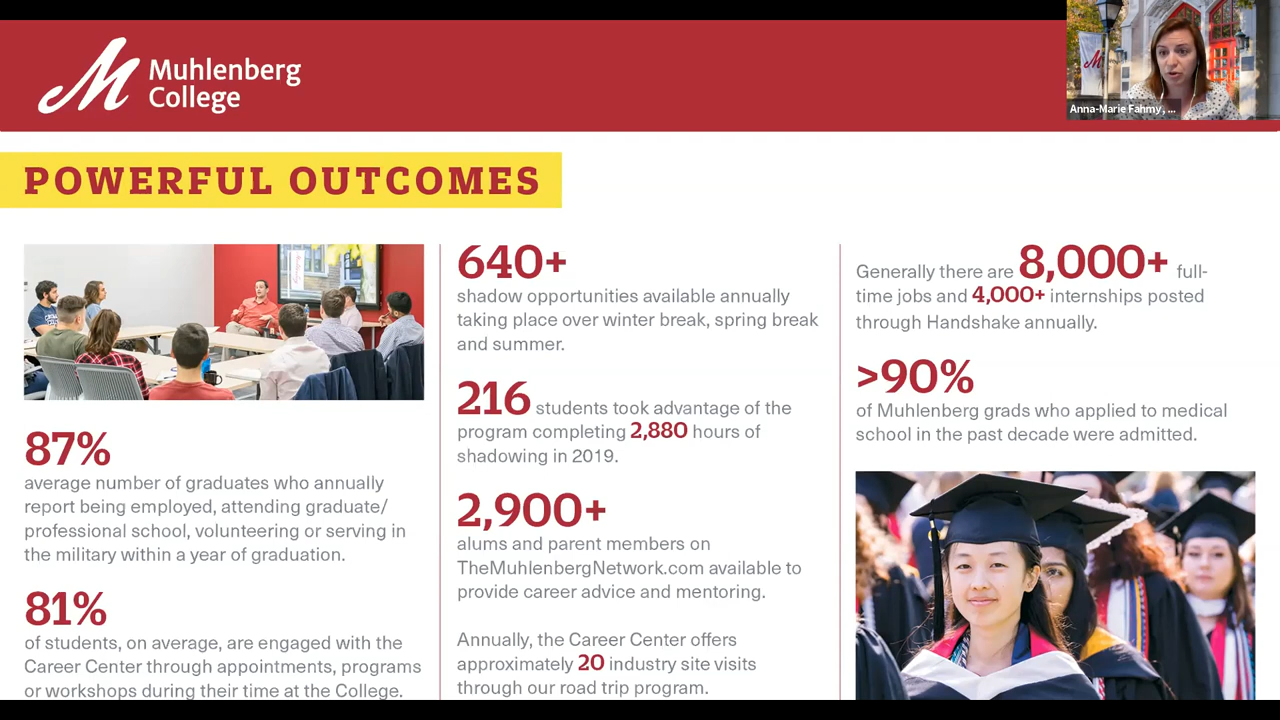 Muhlenberg
College
Anna-Marie Fahmy, ...
POWERFUL OUTCOMES
87%
average number of graduates who annually
report being employed, attending graduate/
professional school, volunteering or serving in
the military within a year of graduation.
81%
of students, on average, are engaged with the
Career Center through appointments, programs
or workshops during their time at the College.
640+
shadow opportunities available annually
taking place over winter break, spring break
and summer.
216 students took advantage of the
program completing 2,880 hours of
shadowing in 2019.
2,900+
alums and parent members on
TheMuhlenbergNetwork.com available to
provide career advice and mentoring.
Annually, the Career Center offers
approximately 20 industry site visits
through our road trip program.
Generally there are 8,000+ full-
time jobs and 4,000+ internships posted
through Handshake annually.
>90%
of Muhlenberg grads who applied to medical
school in the past decade were admitted.